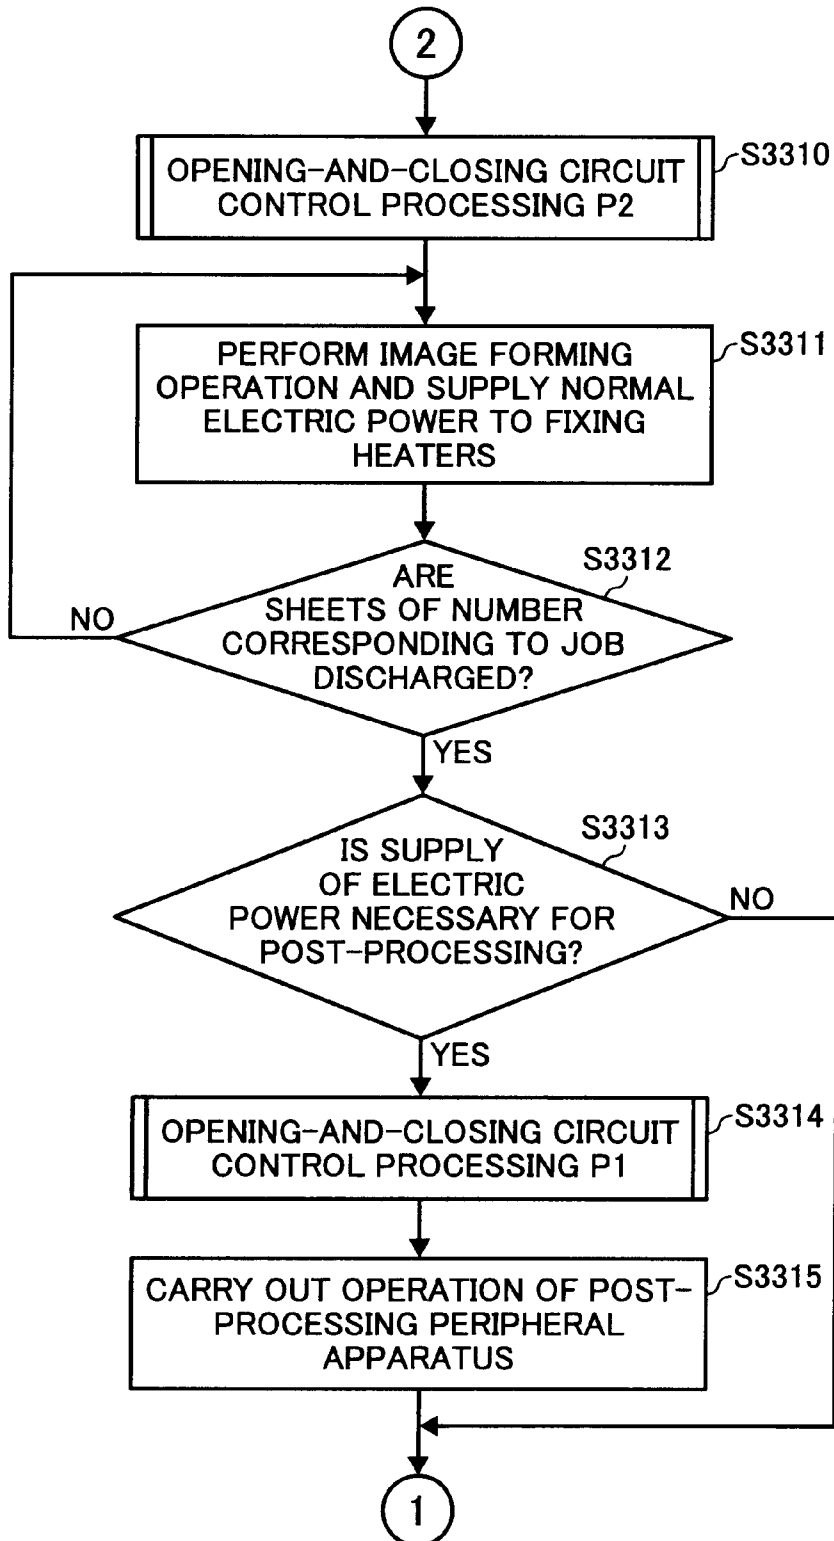 2
OPENING-AND-CLOSING CIRCUIT
CONTROL PROCESSING P2
S3310
PERFORM IMAGE FORMING
OPERATION AND SUPPLY NORMAL
ELECTRIC POWER TO FIXING
HEATERS
S3311
ARE
SHEETS OF NUMBER
CORRESPONDING TO JOB
DISCHARGED?
S3312
NO
YES
IS SUPPLY
OF ELECTRIC
POWER NECESSARY FOR
POST-PROCESSING?
S3313
NO
YES
OPENING-AND-CLOSING CIRCUIT
CONTROL PROCESSING P1
S3314
CARRY OUT OPERATION OF POST-
PROCESSING PERIPHERAL
APPARATUS
S3315
1